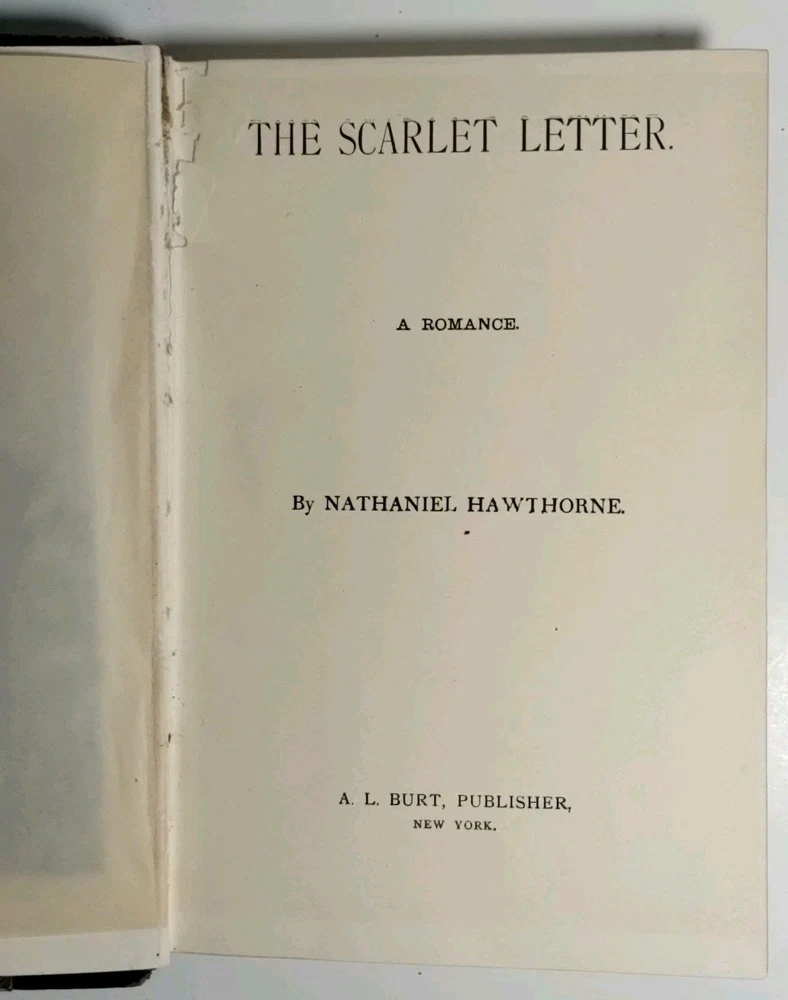 THE SCARLET LETTER.
A ROMANCE.
By NATHANIEL HAWTHORNE.
A. L. BURT, PUBLISHER,
NEW YORK.